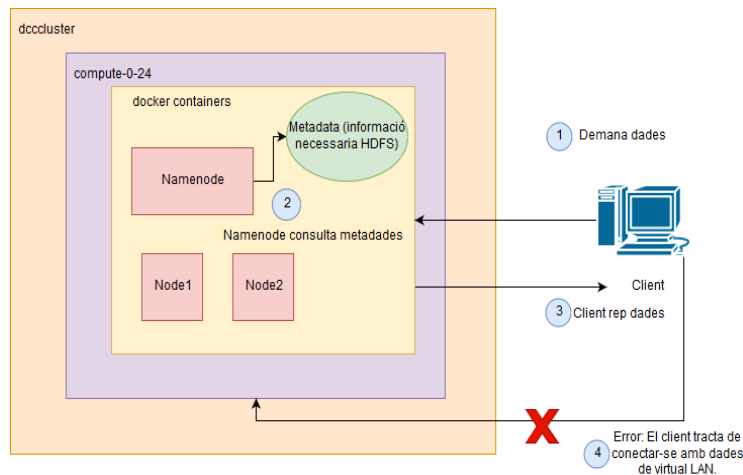 dcccluster
compute-0-24
docker containers
Metadata (informació
necessaria HDFS)
Namenode
2
Namenode consulta metadades
Node1
Node2
1
Demana dades
Client
3
Client rep dades
4
Error: El client tracta de
conectar-se amb dades
de virtual LAN.